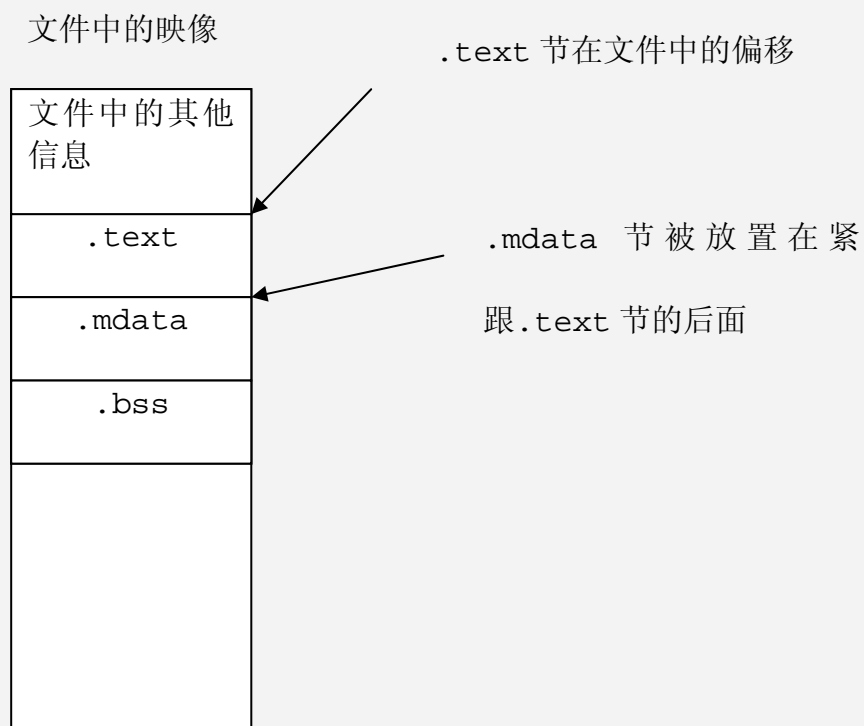 文件中的映像
.text 节在文件中的偏移
文件中的其他
信息
.text
.mdata 节被放置在紧
.mdata
跟.text 节的后面
.bss